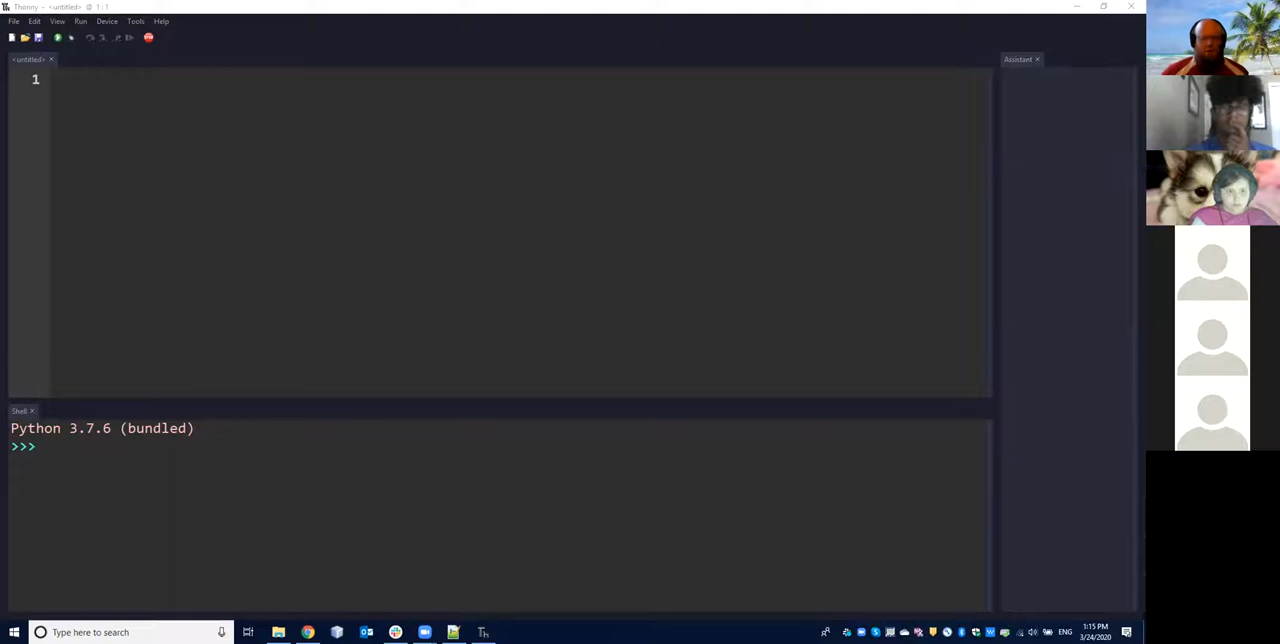 Thonny - <untitled> @ 1:1
File Edit View Run Device Tools Help
<untitled>
Assistant
1
Shell
Python 3.7.6 (bundled)
>>>
Type here to search
ENG
1:15 PM
3/24/2020